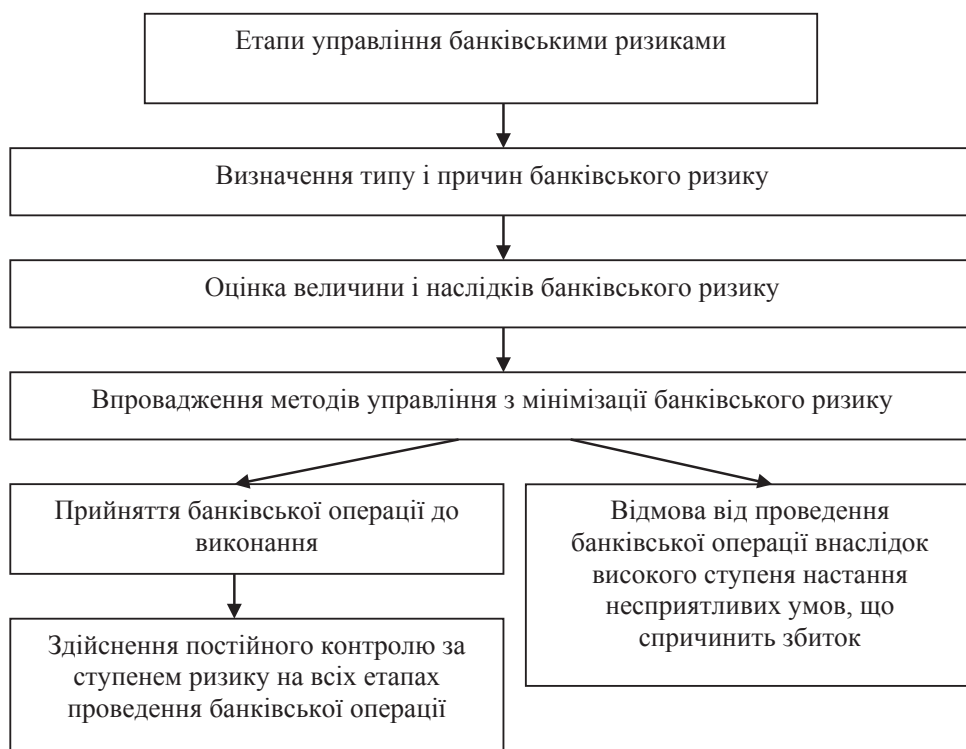 Етапи управління банківськими ризиками
Визначення типу і причин банківського ризику
Оцінка величини і наслідків банківського ризику
Впровадження методів управління з мінімізації банківського ризику
Прийняття банківської операції до
виконання
Відмова від проведення
банківської операції внаслідок
високого ступеня настання
несприятливих умов, що
спричинить збиток
Здійснення постійного контролю за
ступенем ризику на всіх етапах
проведення банківської операції